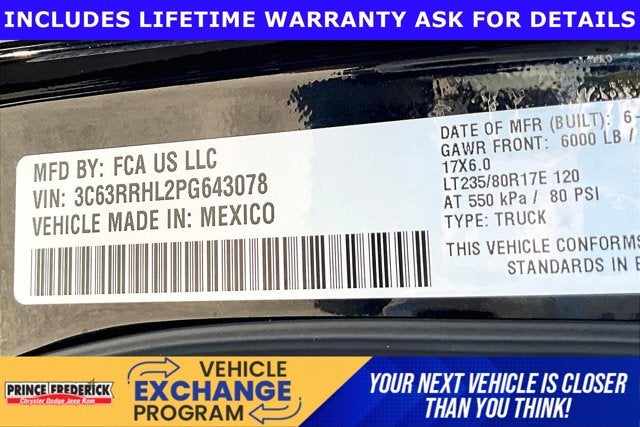 INCLUDES LIFETIME WARRANTY ASK FOR DETAILS
MFD BY: FCA US LLC
VIN: 3C63RRHL2PG643078
VEHICLE MADE IN: MEXICO
DATE OF MFR (BUILT): 6-
GAWR FRONT: 6000 LB /
17X6.0
LT235/80R17E 120
AT 550 kPa / 80 PSI
TYPE: TRUCK
THIS VEHICLE CONFORMS
STANDARDS IN E
PRINCE FREDERICK
Chrysler Dodge Jeep Ram
VEHICLE
EXCHANGE
PROGRAM
YOUR NEXT VEHICLE IS CLOSER
THAN YOU THINK!